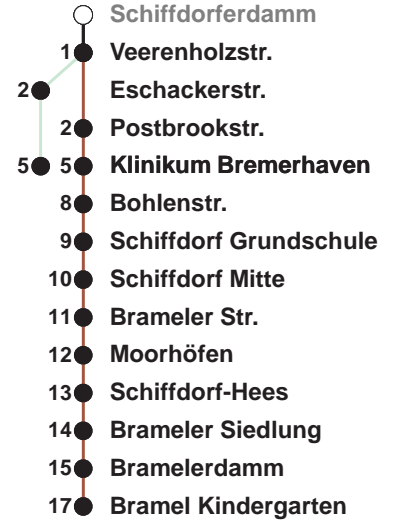 Schiffdorferdamm
1 Veerenholzstr.
2 Eschackerstr.
2 Postbrookstr.
5 5 Klinikum Bremerhaven
8 Bohlenstr.
9 Schiffdorf Grundschule
10 Schiffdorf Mitte
11 Brameler Str.
12 Moorhöfen
13 Schiffdorf-Hees
14 Brameler Siedlung
15 Bramelerdamm
17 Bramel Kindergarten